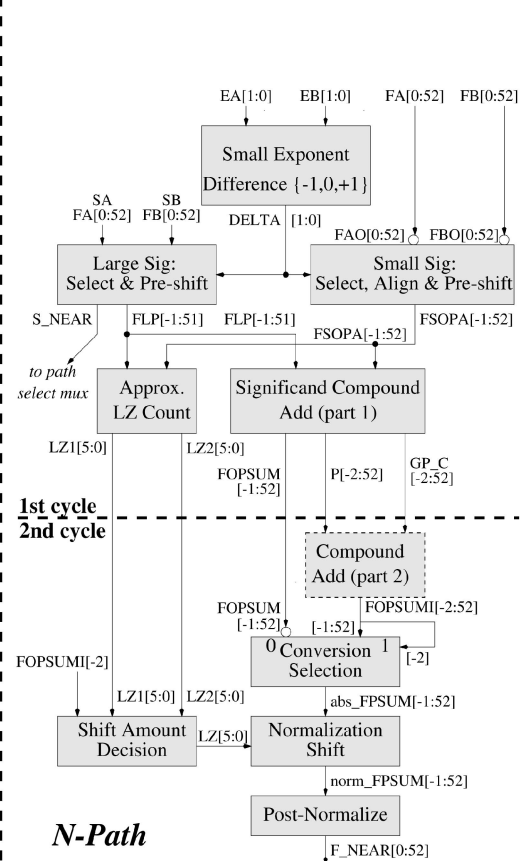 EA[1:0] EB[1:0] FA[0:52] FB[0:52]
Small Exponent
Difference {-1,0,+1}
SA SB
FA[0:52] FB[0:52]
DELTA [1:0]
FAO[0:52] FBO[0:52]
Large Sig:
Select & Pre-shift
Small Sig:
Select, Align & Pre-shift
S_NEAR
FLP[-1:51] FLP[-1:51]
FSOPA[-1:52]
FSOPA[-1:52]
to path
select mux
Approx.
LZ Count
Significand Compound
Add (part 1)
LZ1[5:0] LZ2[5:0]
FOPSUM
[-1:52]
P[-2:52]
GP_C
[-2:52]
1st cycle
2nd cycle
Compound
Add (part 2)
FOPSUM
[-1:52]
FOPSUMI[-2:52]
[-1:52]
[-2]
0 Conversion 1
Selection
FOPSUMI[-2]
LZ1[5:0] LZ2[5:0]
abs_FPSUM[-1:52]
Shift Amount
Decision
LZ[5:0]
Normalization
Shift
norm_FPSUM[-1:52]
Post-Normalize
N-Path
F_NEAR[0:52]